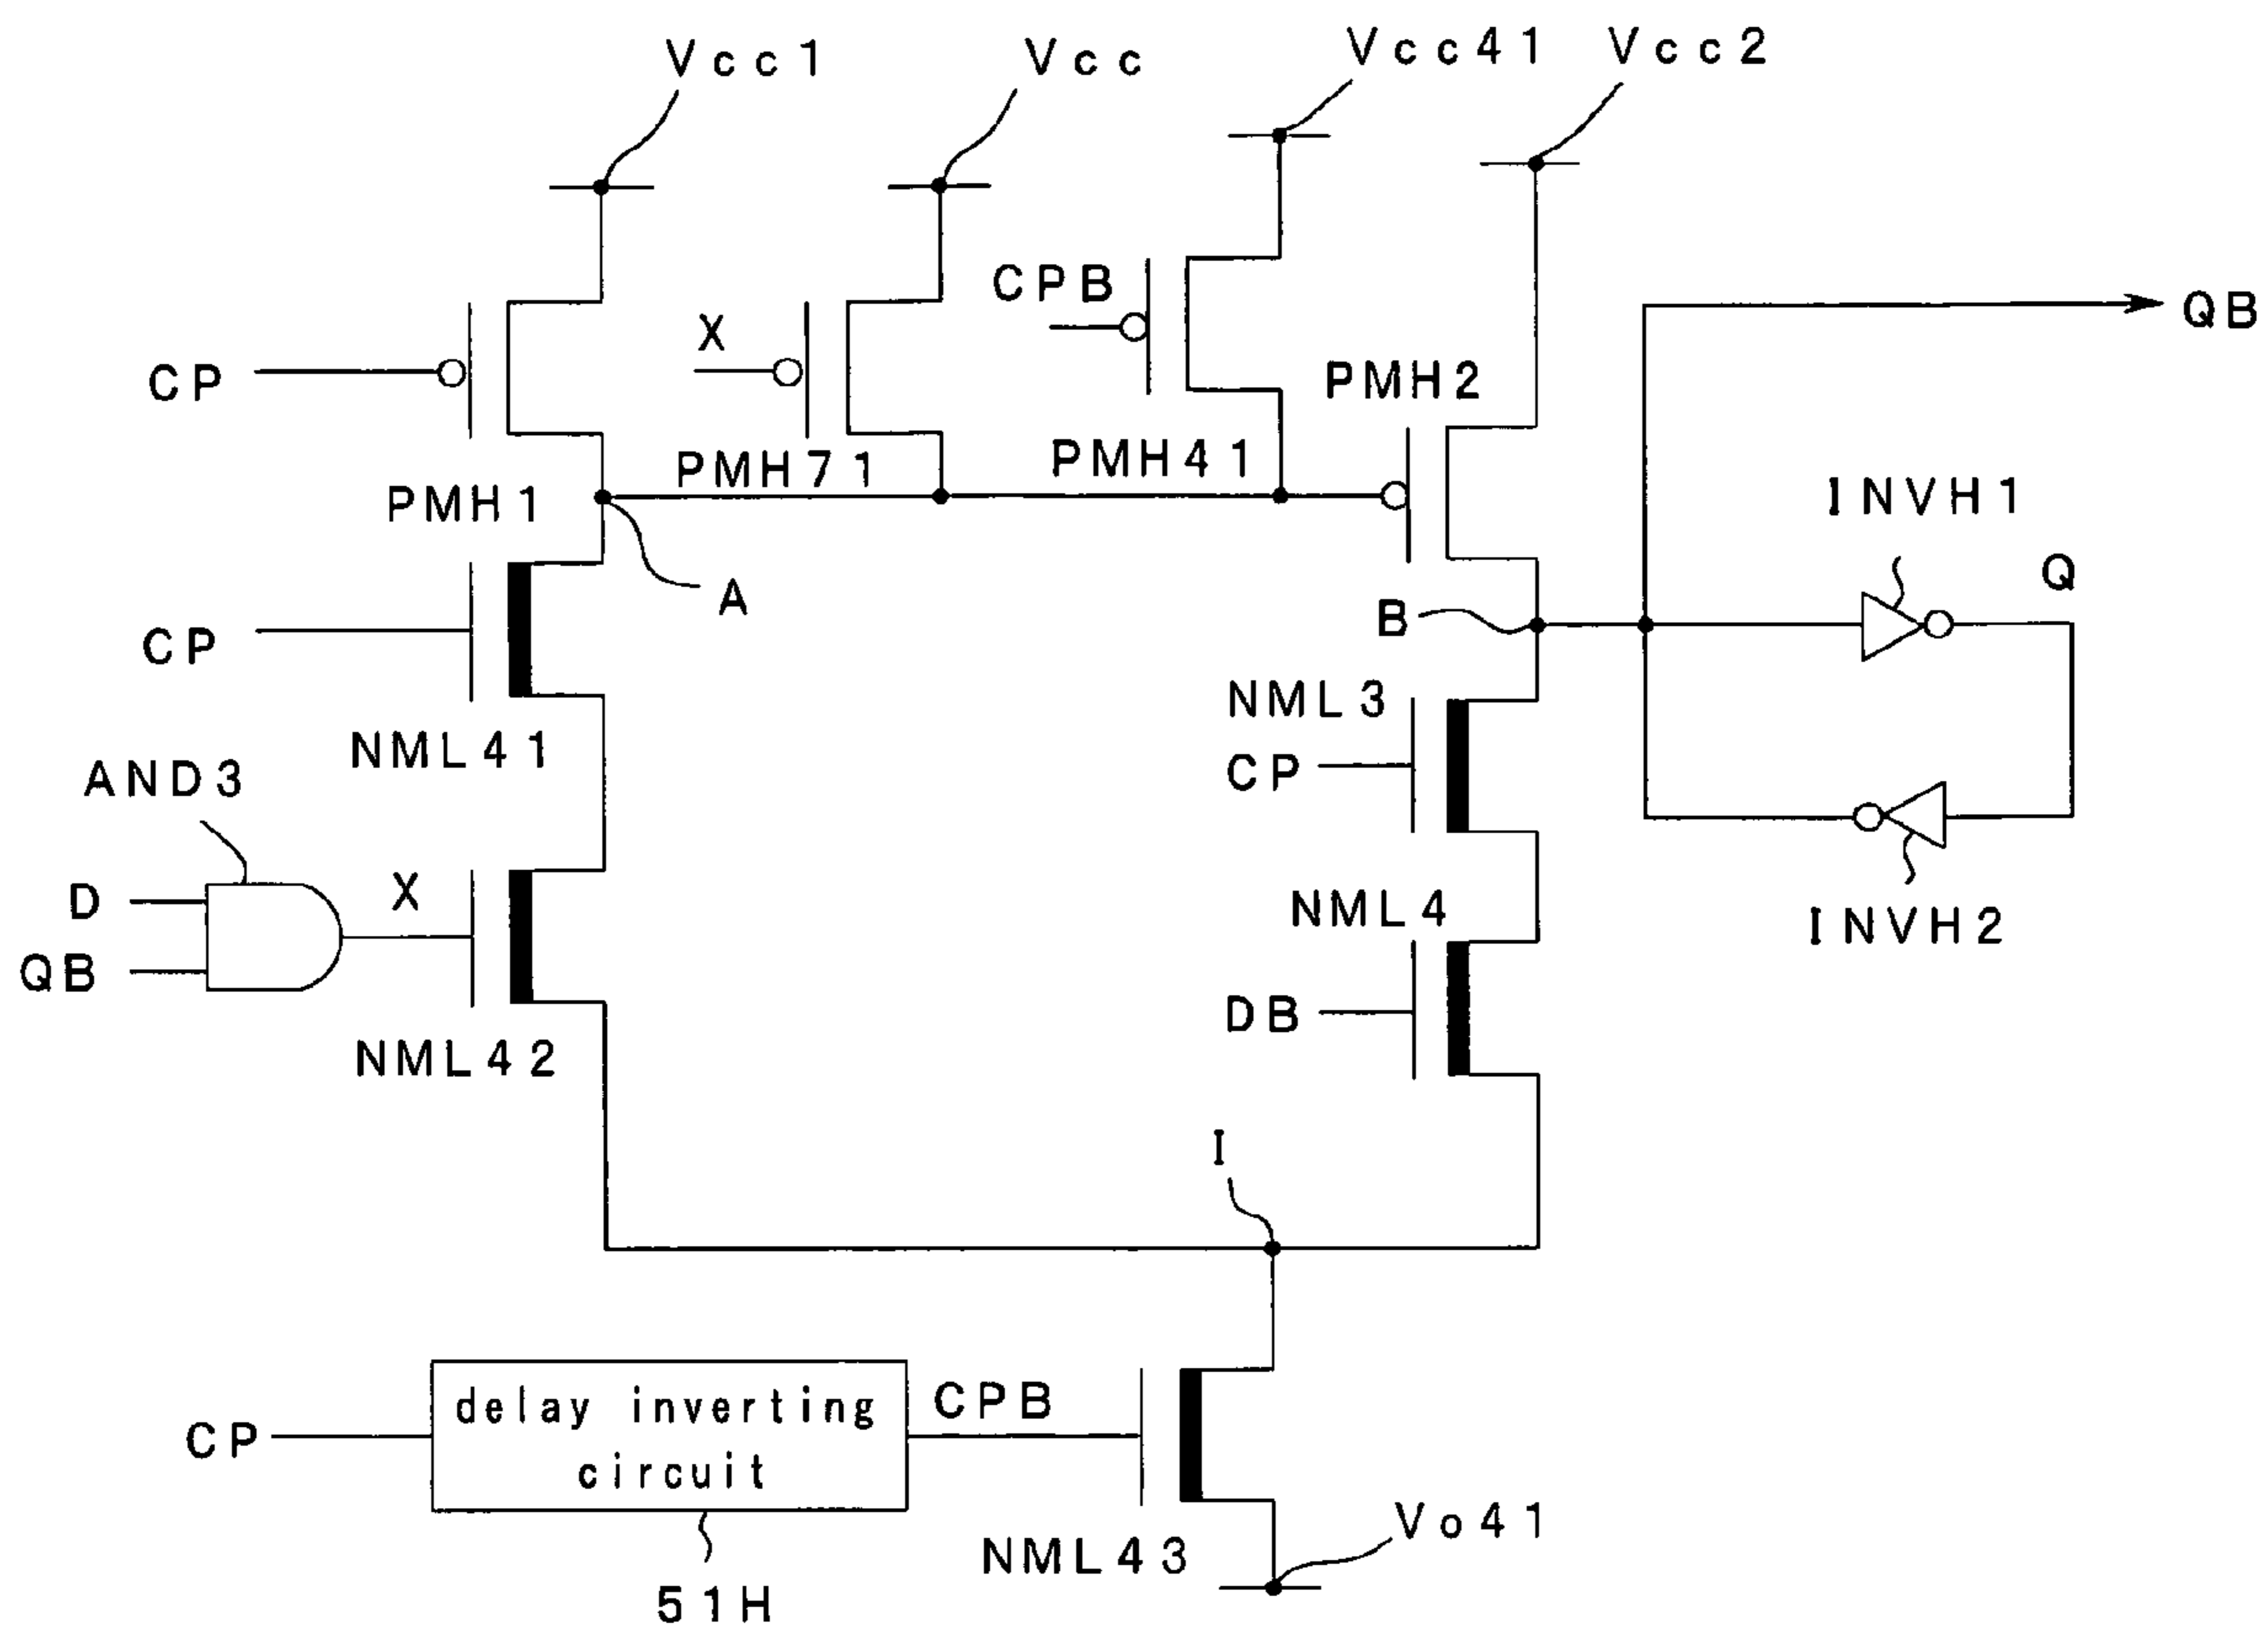 Vcc1
Vcc
Vcc41
Vcc2
CPB
QB
X
CP
PMH2
PMH71
PMH41
PMH1
INVH1
Q
A
B
CP
NML3
NML41
CP
AND3
X
D
NML4
INVH2
QB
DB
NML42
I
delay inverting
circuit
CPB
CP
Vo41
NML43
51H